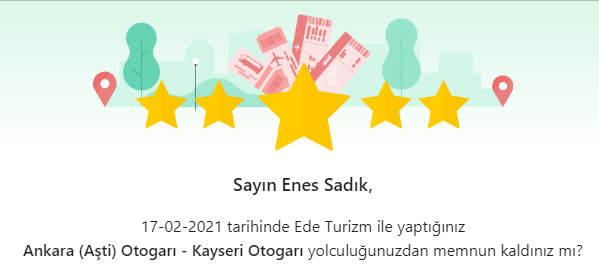 Sayın Enes Sadık,
17-02-2021 tarihinde Ede Turizm ile yaptığınız
Ankara (Aşti) Otogarı - Kayseri Otogarı yolculuğunuzdan memnun kaldınız mı?